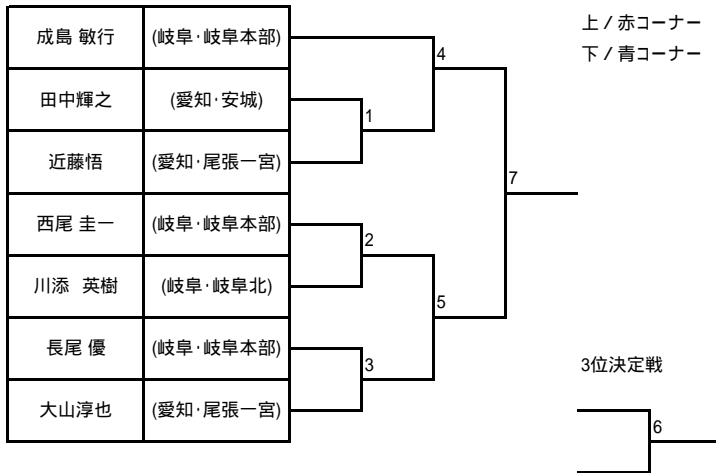 成島 敏行 (岐阜・岐阜本部)
上 / 赤コーナー
4
下 / 青コーナー
田中輝之 (愛知・安城)
1
近藤悟 (愛知・尾張一宮)
7
西尾 圭一 (岐阜・岐阜本部)
2
川添 英樹 (岐阜・岐阜北)
5
長尾 優 (岐阜・岐阜本部)
3
3位決定戦
大山淳也 (愛知・尾張一宮)
6